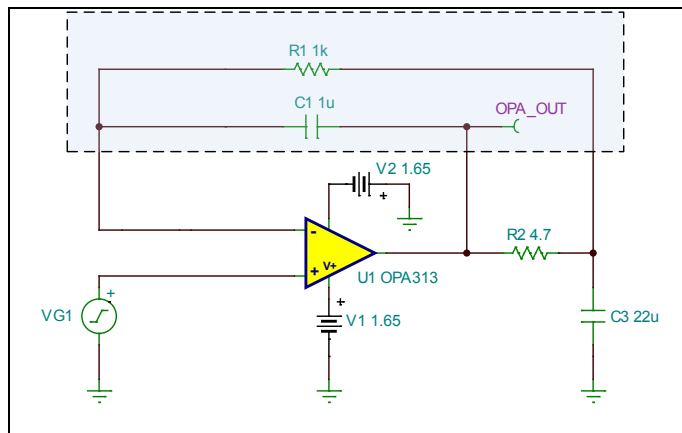 R1 1k
C1 1u
OPA_OUT
V2 1.65
+
-
+
V+
U1 OPA313
R2 4.7
+
VG1
+
V1 1.65
C3 22u